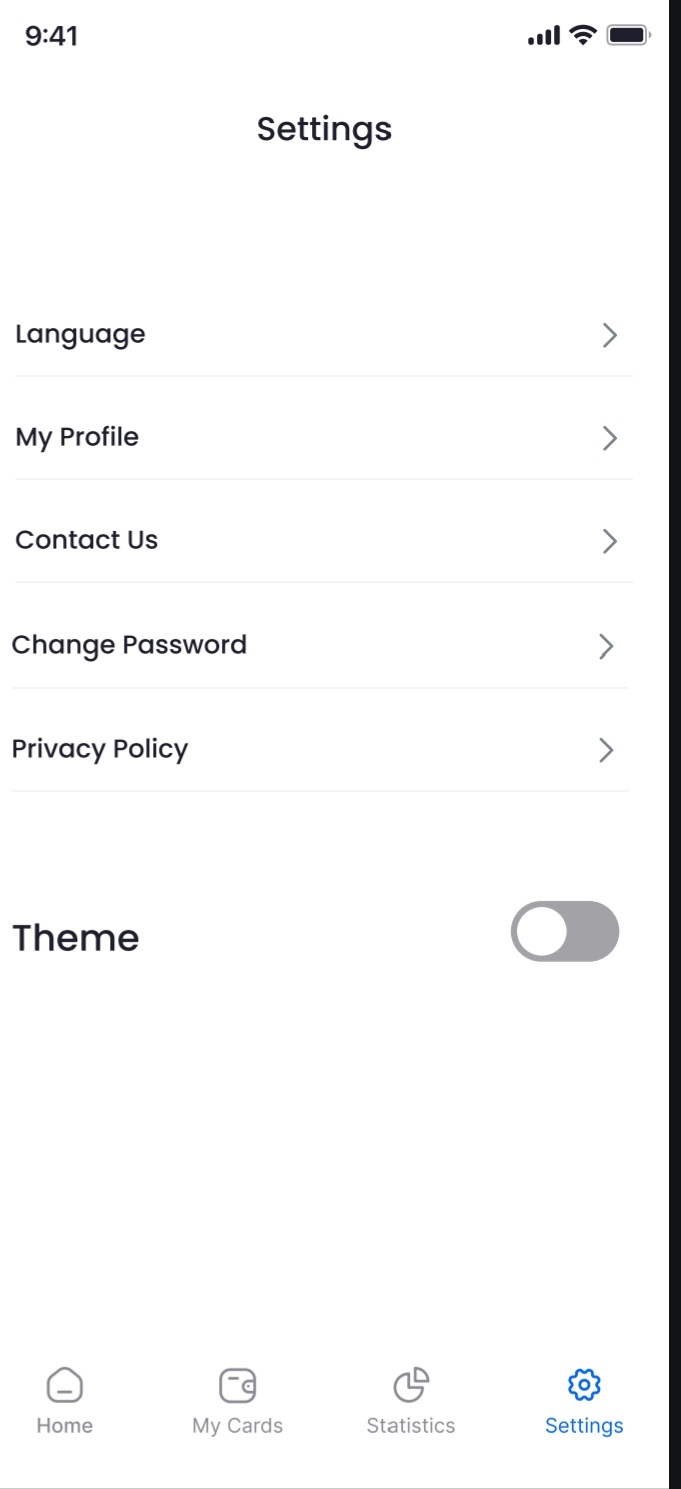 9:41
Settings
Language
My Profile
Contact Us
Change Password
Privacy Policy
Theme
Home
My Cards
Statistics
Settings